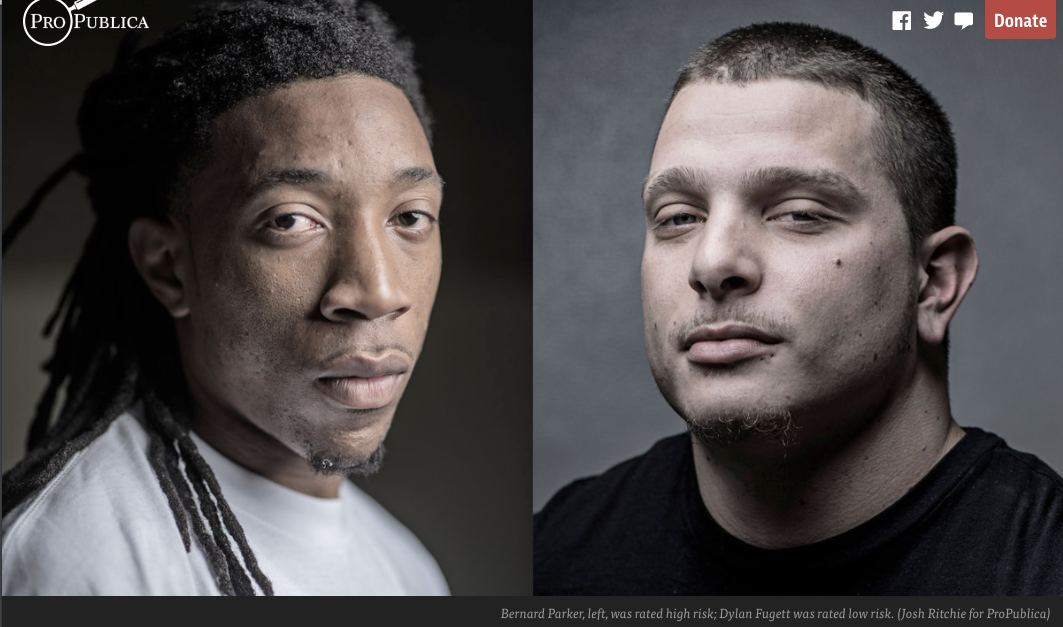 PROPUBLICA
Donate
Bernard Parker, left, was rated high risk; Dylan Fugett was rated low risk. (Josh Ritchie for ProPublica)